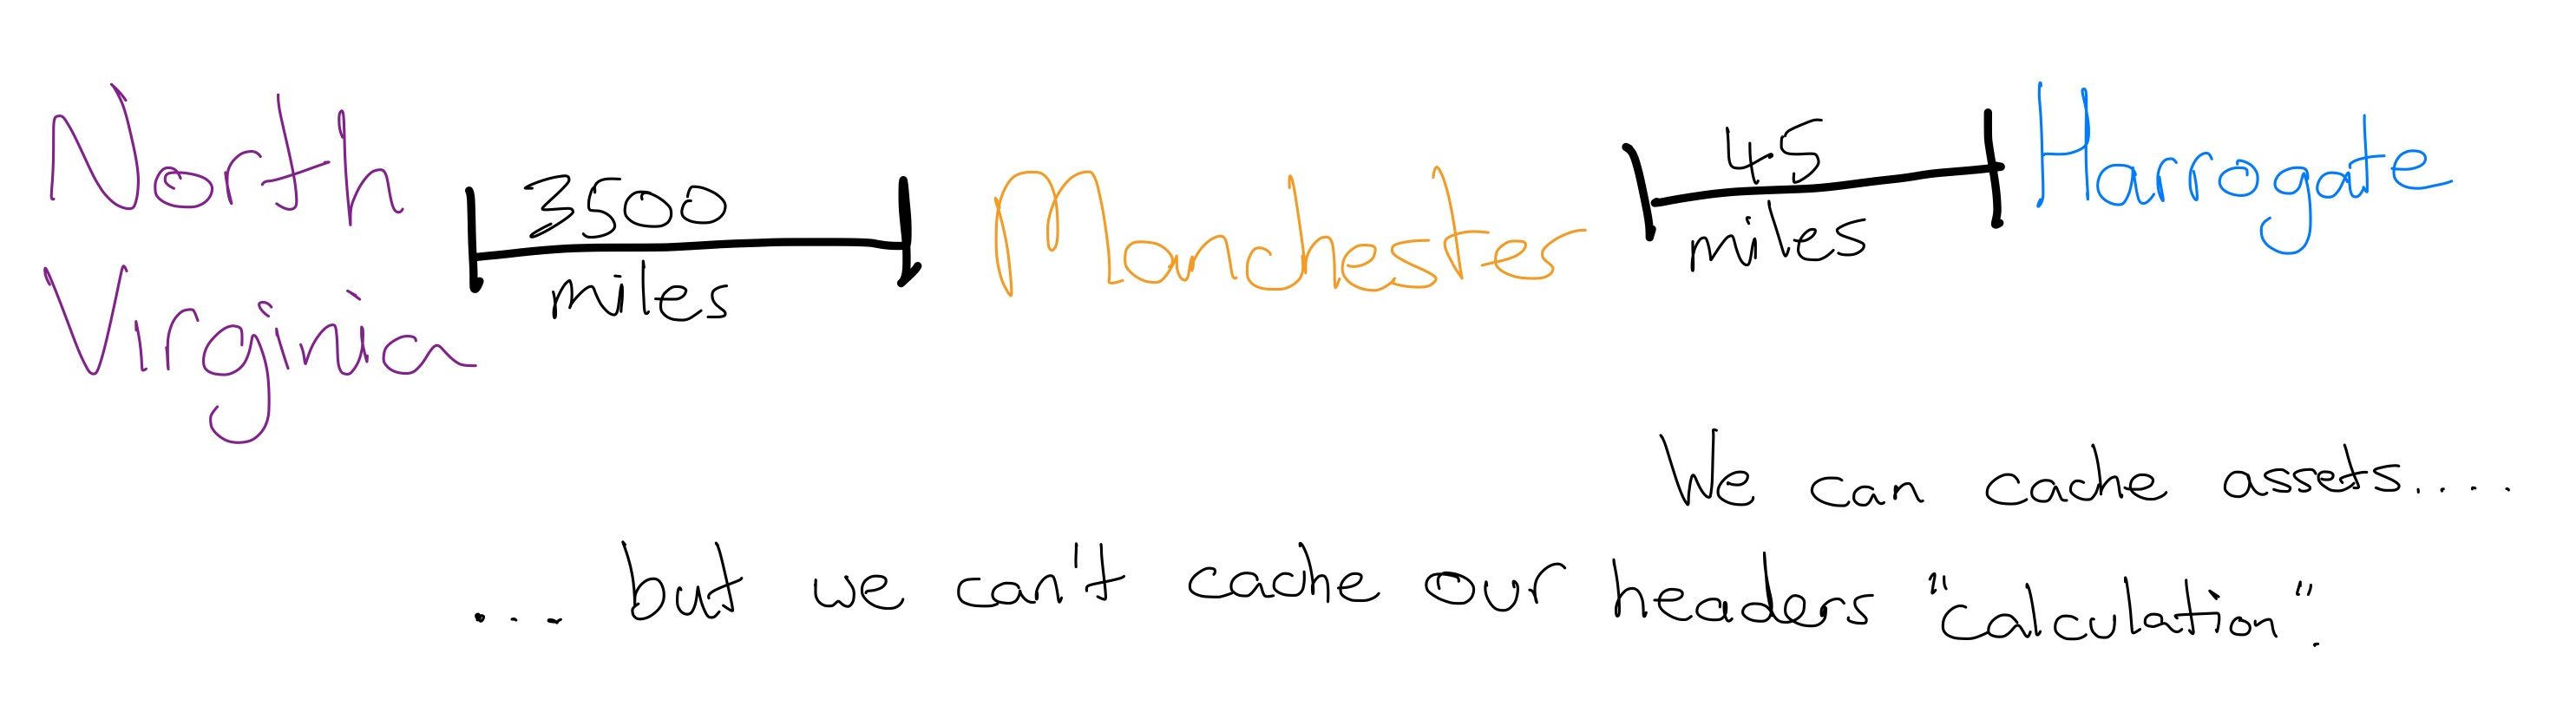 North
Virginia
3500
miles
Manchester
45
miles
Harrogate
We can cache assets....
.... but we can't cache our headers "calculation".